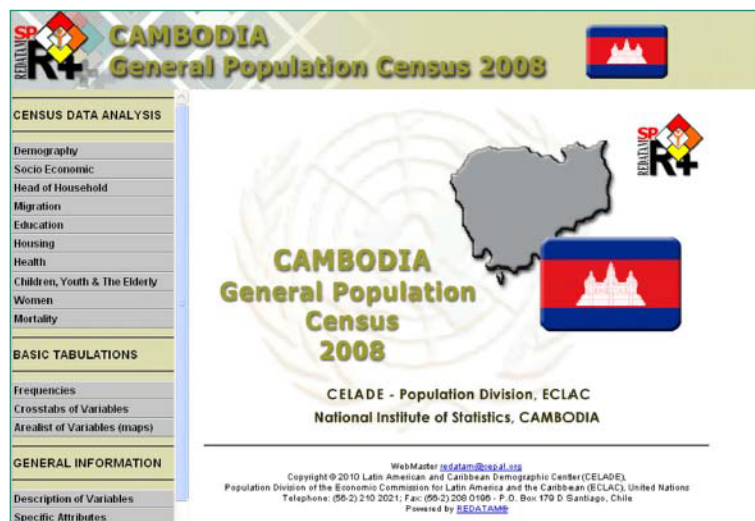 REDATAM
SP
R+
CAMBODIA
General Population Census 2008
CENSUS DATA ANALYSIS
Demography
Socio Economic
Head of Household
Migration
Education
Housing
Health
Children, Youth & The Elderly
Women
Mortality
BASIC TABULATIONS
Frequencies
Crosstabs of Variables
Arealist of Variables (maps)
GENERAL INFORMATION
Description of Variables
Specific Attributes
REDATAM
SP
R+
CAMBODIA
General Population
Census
2008
CELADE - Population Division, ECLAC
National Institute of Statistics, CAMBODIA
WebMaster redatam@cepal.org
Copyright © 2010 Latin American and Caribbean Demographic Center (CELADE),
Population Division of the Economic Commission for Latin America and the Caribbean (ECLAC), United Nations
Telephone: (56-2) 210 2021; Fax: (56-2) 208 0196 - P.O. Box 179 D Santiago, Chile
Powered by REDATAM®